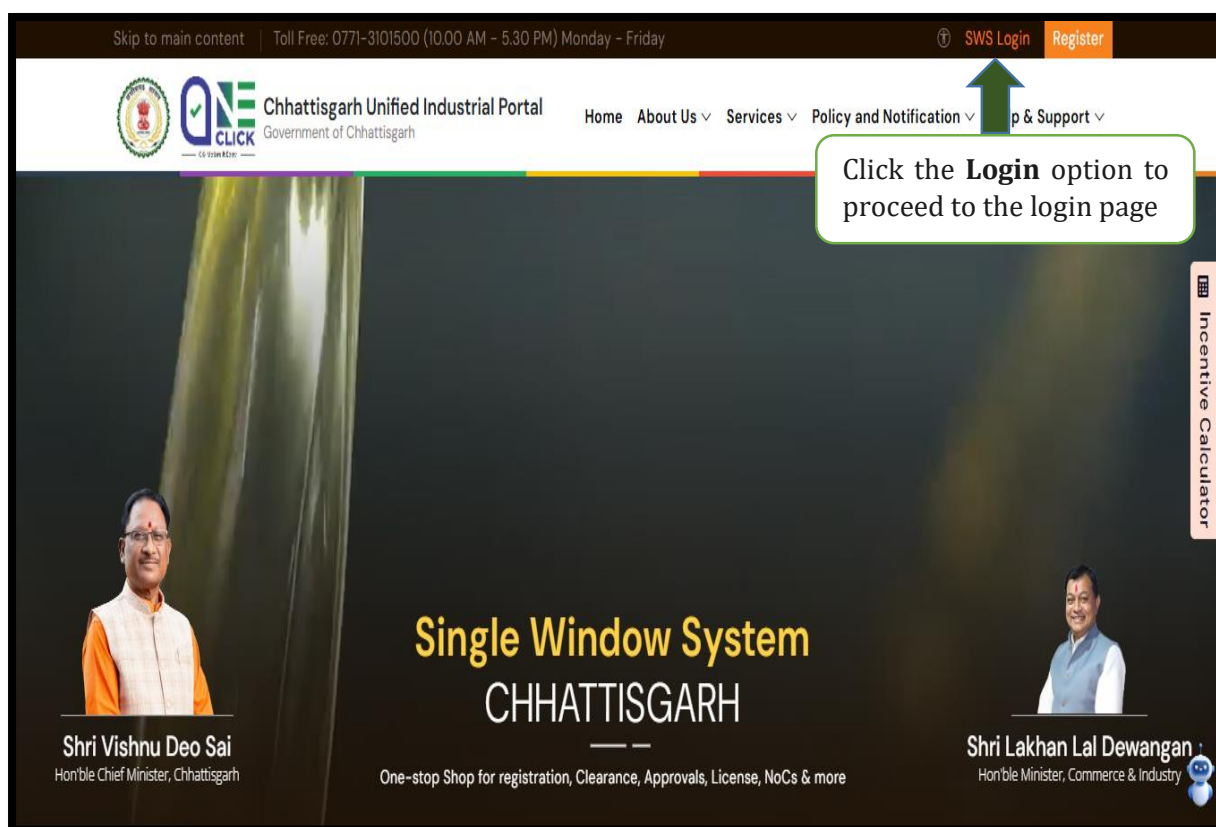 Skip to main content | Toll Free: 0771-3101500 (10.00 AM - 5.30 PM) Monday - Friday
SWS Login Register
ONE
CLICK
Chhattisgarh Unified Industrial Portal
Government of Chhattisgarh
Home About Us Services Policy and Notification p & Support
Click the Login option to
proceed to the login page
Incentive Calculator
Single Window System
CHHATTISGARH
One-stop Shop for registration, Clearance, Approvals, License, NoCs & more
Shri Vishnu Deo Sai
Hon'ble Chief Minister, Chhattisgarh
Shri Lakhan Lal Dewangan
Hon'ble Minister, Commerce & Industry